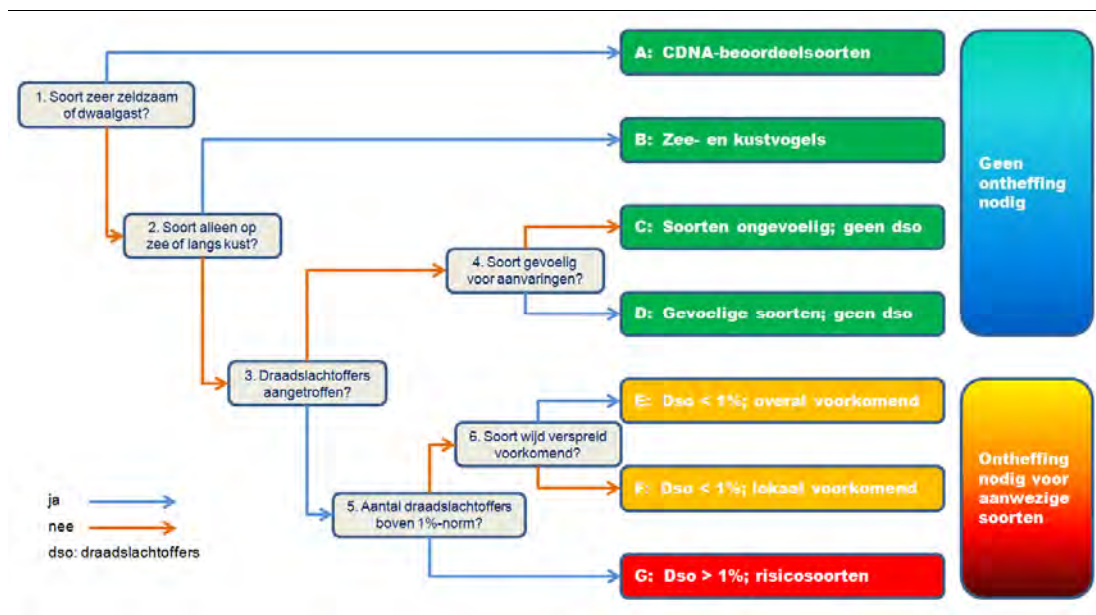 A: CDNA-beoordeelsoorten
1. Soort zeer zeldzaam
of dwaalgast?
B: Zee- en kustvogels
Geen
ontheffing
nodig
2. Soort alleen op
zee of langs kust?
C: Soorten ongevoelig; geen dso
4. Soort gevoelig
voor aanvaringen?
D: Gevoelige soorten; geen dso
3. Draadslachtoffers
aangetroffen?
E: Dso < 1%; overal voorkomend
6. Soort wijd verspreid
voorkomend?
F: Dso < 1%; lokaal voorkomend
Ontheffing
nodig voor
aanwezige
soorten
5. Aantal draadslachtoffers
boven 1%-norm?
G: Dso > 1%; risicosoorten
ja
nee
dso: draadslachtoffers